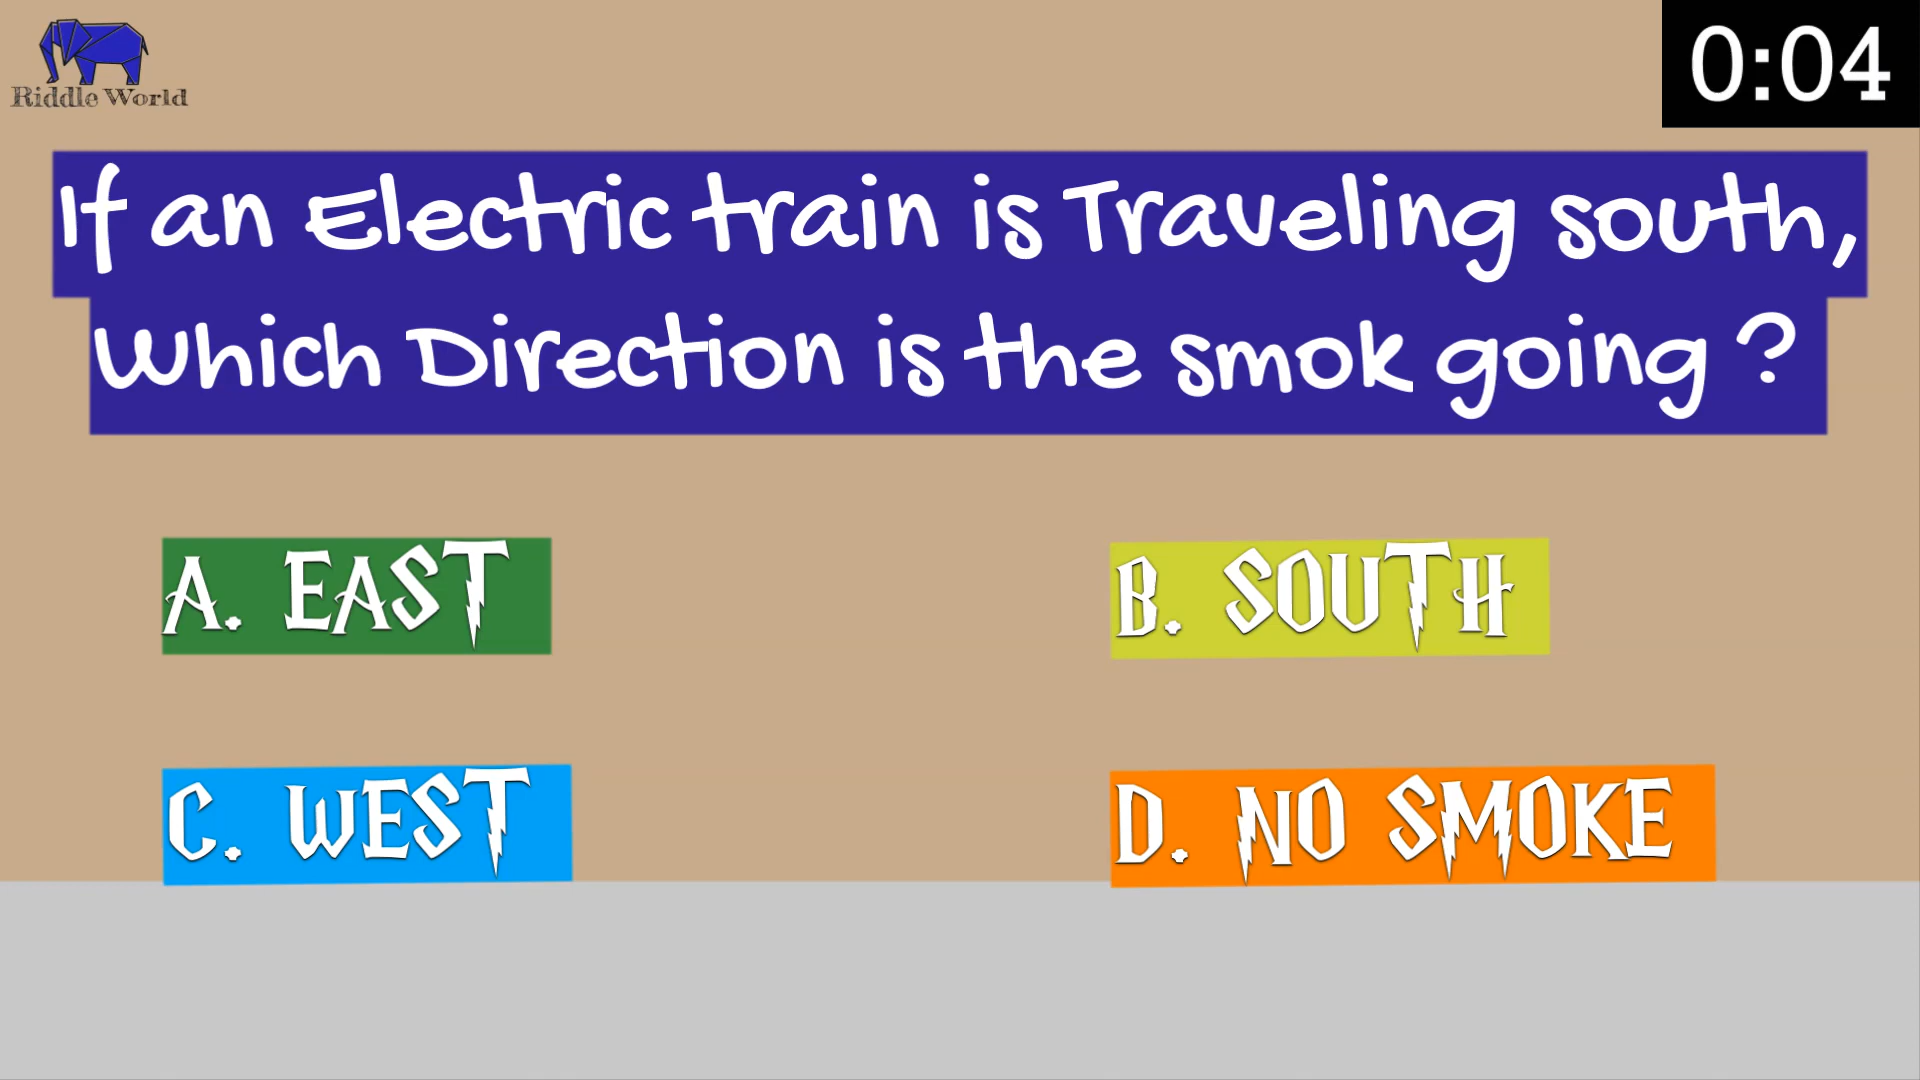 Riddle World
0:04
If an Electric train is Traveling south,
Which Direction is the smok going ?
A. EAST
B. SOUTH
C. WEST
D. NO SMOKE